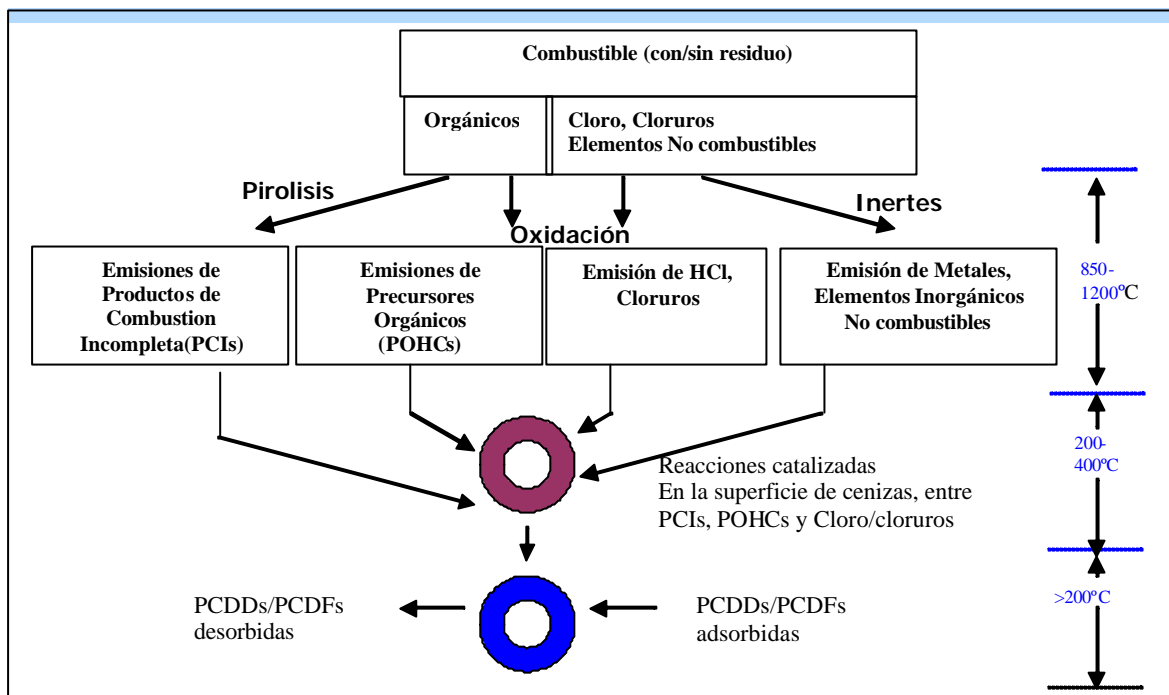 Combustible (con/sin residuo)
Orgánicos
Cloro, Cloruros
Elementos No combustibles
Pirolisis
Oxidación
Inertes
Emisiones de
Productos de
Combustion
Incompleta(PCIs)
Emisiones de
Precursores
Orgánicos
(POHCs)
Emisión de HCl,
Cloruros
Emisión de Metales,
Elementos Inorgánicos
No combustibles
850-
1200ºC
200-
400ºC
Reacciones catalizadas
En la superficie de cenizas, entre
PCIs, POHCs y Cloro/cloruros
PCDDs/PCDFs
desorbidas
PCDDs/PCDFs
adsorbidas
>200ºC